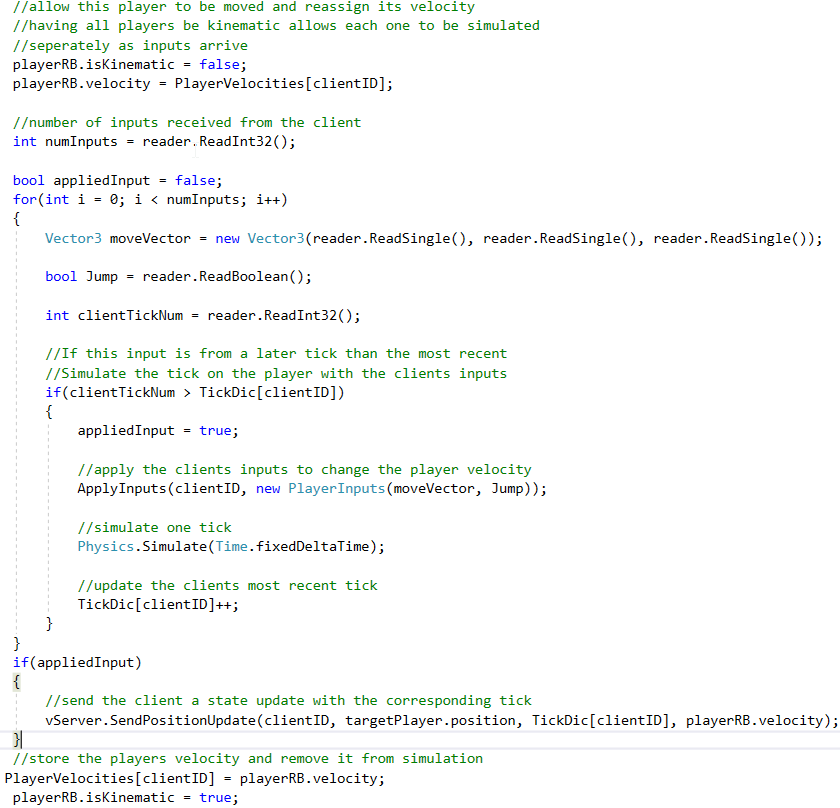 //allow this player to be moved and reassign its velocity
//having all players be kinematic allows each one to be simulated
//seperately as inputs arrive
playerRB.isKinematic = false;
playerRB.velocity = PlayerVelocities[clientID];
//number of inputs received from the client
int numInputs = reader.ReadInt32();
bool appliedInput = false;
for(int i = 0; i < numInputs; i++)
{
Vector3 moveVector = new Vector3(reader.ReadSingle(), reader.ReadSingle(), reader.ReadSingle());
bool Jump = reader.ReadBoolean();
int clientTickNum = reader.ReadInt32();
//If this input is from a later tick than the most recent
//Simulate the tick on the player with the clients inputs
if(clientTickNum > TickDic[clientID])
{
appliedInput = true;
//apply the clients inputs to change the player velocity
ApplyInputs(clientID, new PlayerInputs(moveVector, Jump));
//simulate one tick
Physics.Simulate(Time.fixedDeltaTime);
//update the clients most recent tick
TickDic[clientID]++;
}
}
if(appliedInput)
{
//send the client a state update with the corresponding tick
vServer.SendPositionUpdate(clientID, targetPlayer.position, TickDic[clientID], playerRB.velocity);
}
//store the players velocity and remove it from simulation
PlayerVelocities[clientID] = playerRB.velocity;
playerRB.isKinematic = true;